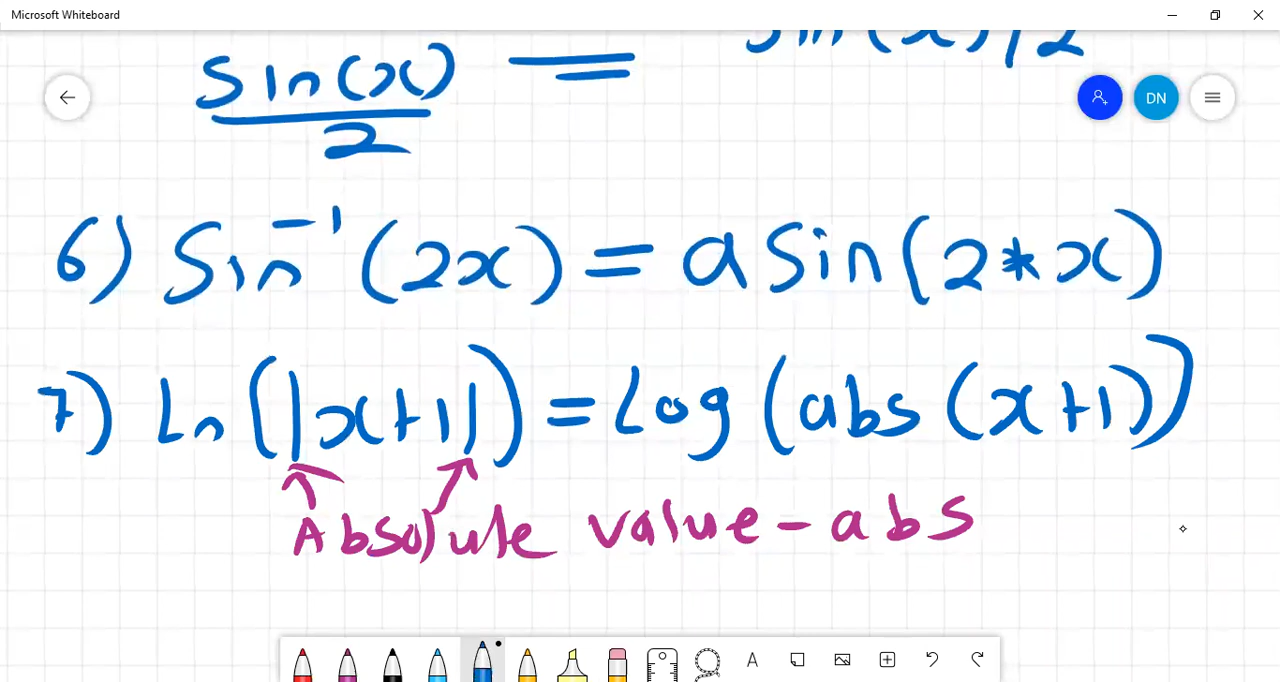 Microsoft Whiteboard
sin(x)/2 = sin(x)/2
DN
6) Sin⁻¹(2x) = asin(2*x)
7) Ln(|x+1|) = Log(abs(x+1))
Absolute value - abs
A